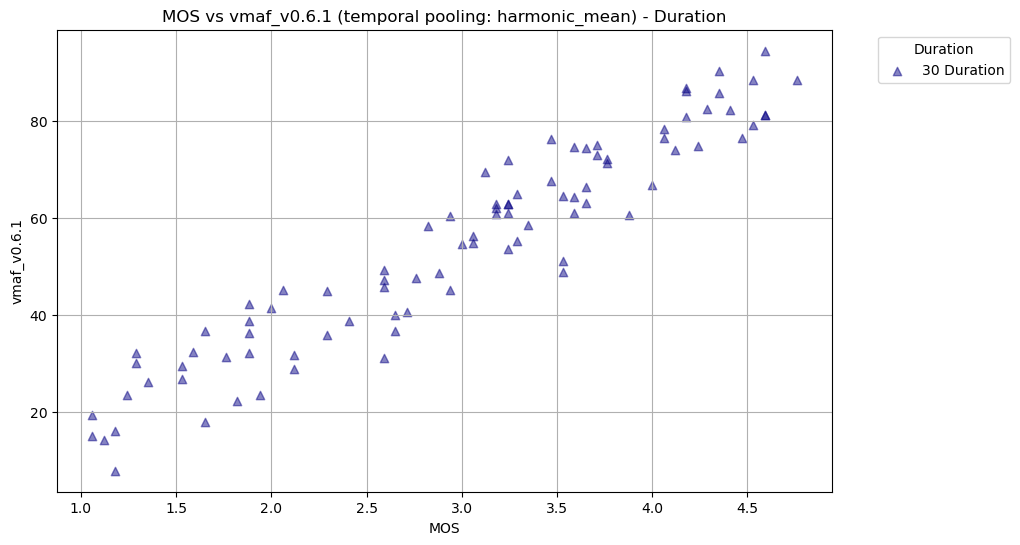 MOS vs vmaf_v0.6.1 (temporal pooling: harmonic_mean) - Duration
Duration
30 Duration
vmaf_v0.6.1
80
60
40
20
1.0 1.5 2.0 2.5 3.0 3.5 4.0 4.5
MOS